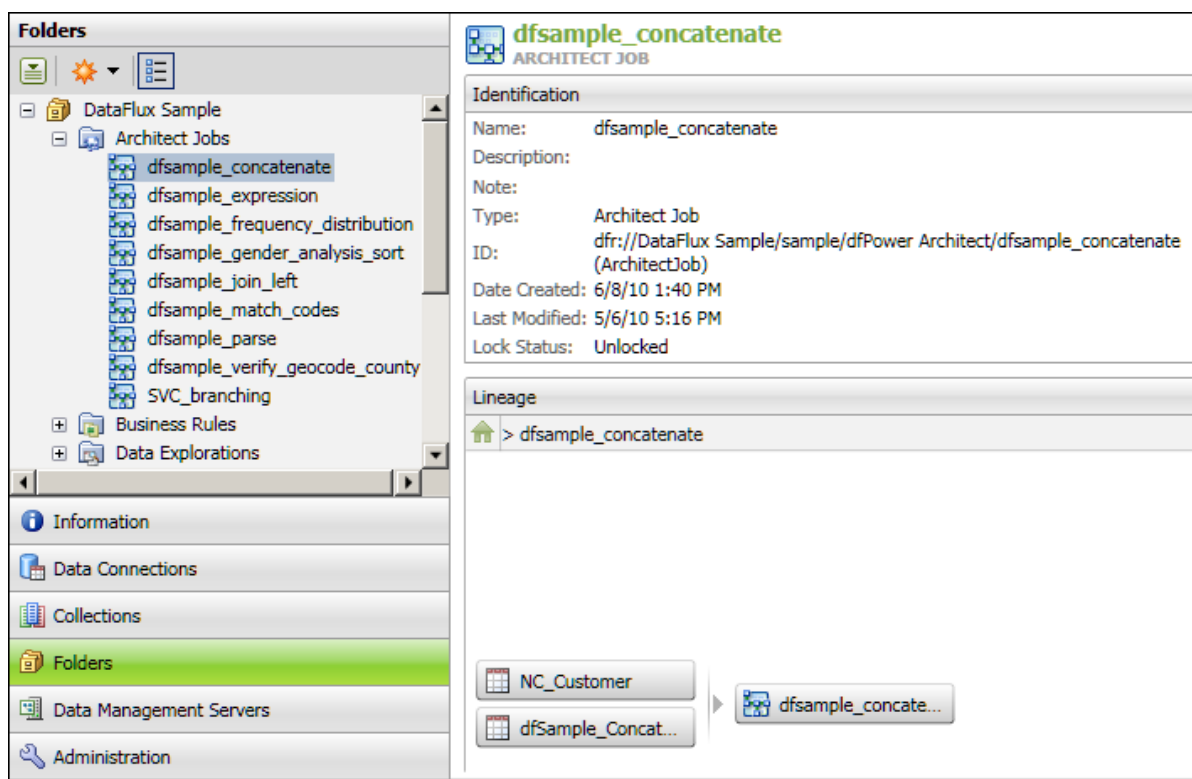 Folders
DataFlux Sample
Architect Jobs
dfsample_concatenate
dfsample_expression
dfsample_frequency_distribution
dfsample_gender_analysis_sort
dfsample_join_left
dfsample_match_codes
dfsample_parse
dfsample_verify_geocode_county
SVC_branching
Business Rules
Data Explorations
Information
Data Connections
Collections
Folders
Data Management Servers
Administration
dfsample_concatenate
ARCHITECT JOB
Identification
Name: dfsample_concatenate
Description:
Note:
Type: Architect Job
ID: dfr://DataFlux Sample/sample/dfPower Architect/dfsample_concatenate
(ArchitectJob)
Date Created: 6/8/10 1:40 PM
Last Modified: 5/6/10 5:16 PM
Lock Status: Unlocked
Lineage
> dfsample_concatenate
NC_Customer
dfSample_Concat...
dfsample_concate...